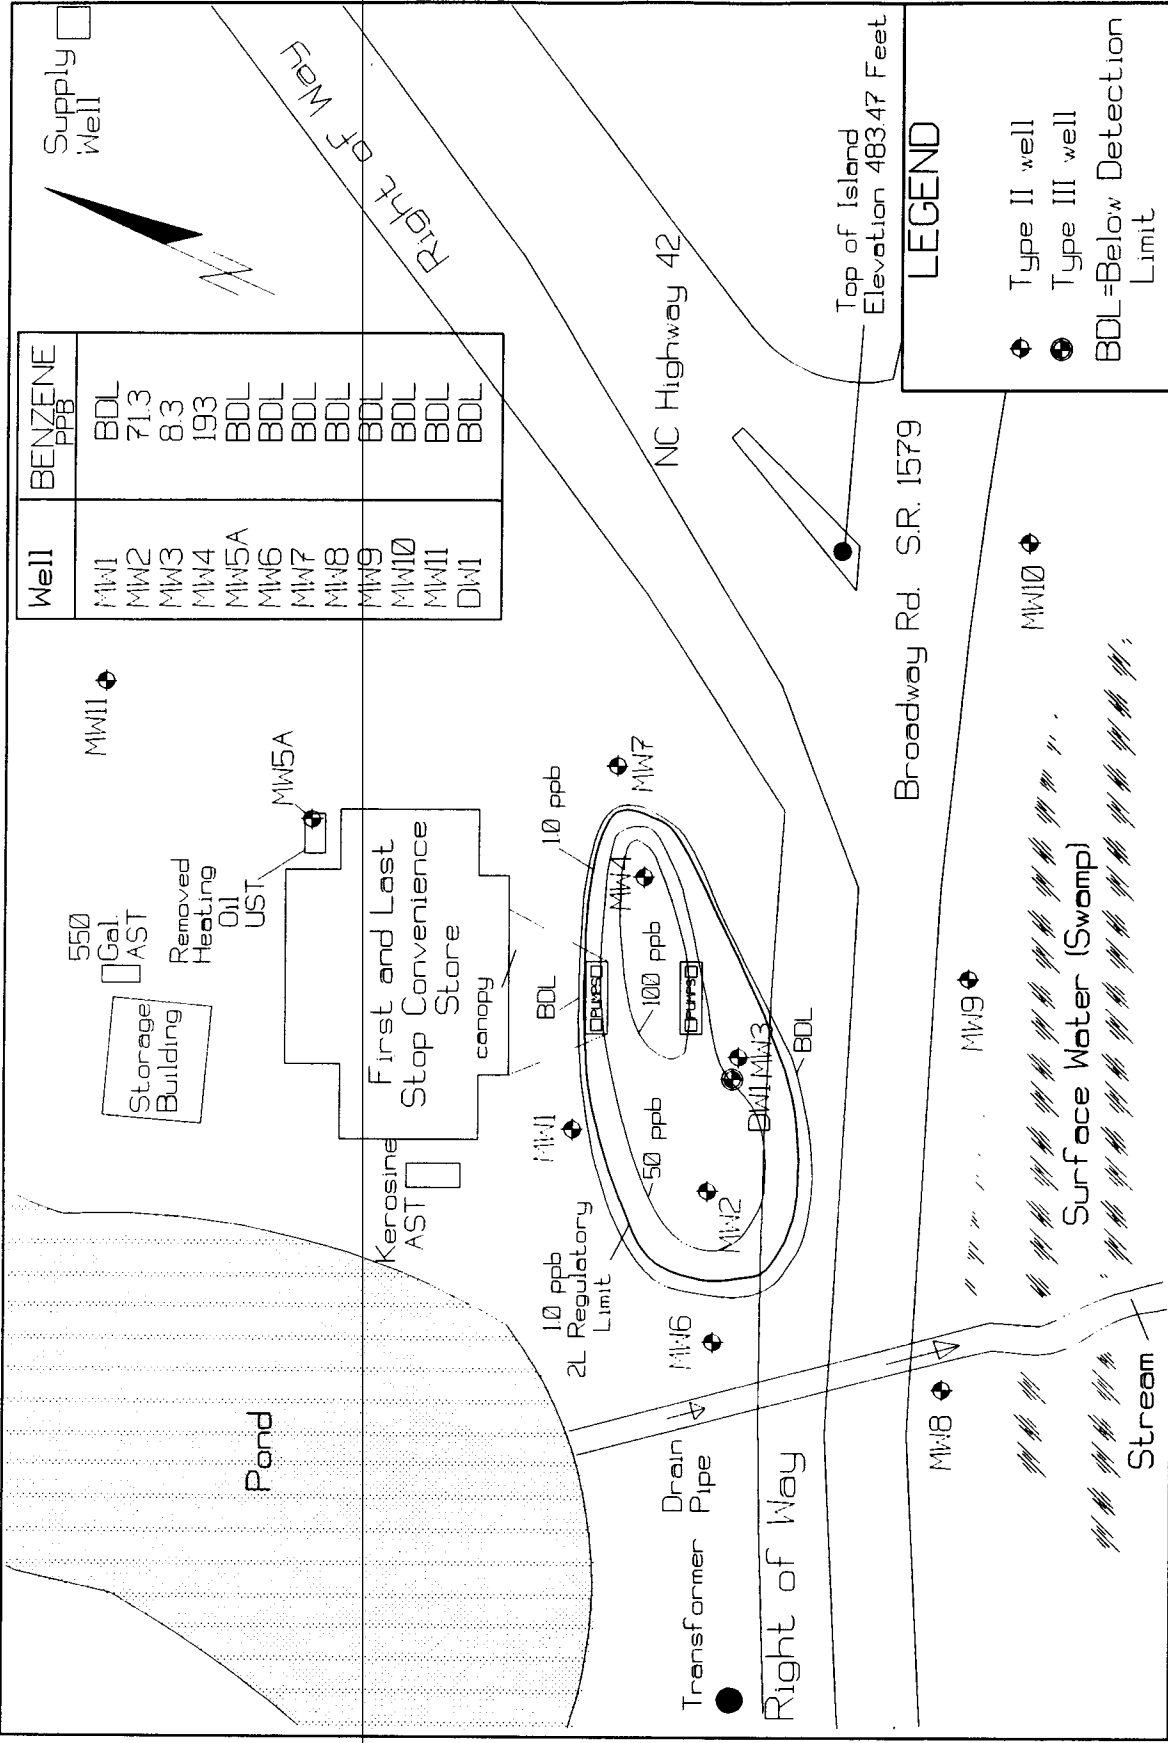 Supply
Well
N
Right of Way
Well BENZENE
PPB
MW1 BDL
MW2 71.3
MW3 8.3
MW4 193
MW5A BDL
MW6 BDL
MW7 BDL
MW8 BDL
MW9 BDL
MW10 BDL
MW11 BDL
DW1 BDL
MW11
MW5A
550
Gal.
AST
Removed
Heating
Oil
UST
Storage
Building
First and Last
Stop Convenience
Store
canopy
Kerosine
AST
Pond
MW1
BDL
1.0 ppb
MW7
PUMPS
MW4
100 ppb
PUMPS
50 ppb
MW2
DW1 MW3
BDL
1.0 ppb
2L Regulatory
Limit
MW6
Drain
Pipe
Transformer
Right of Way
NC Highway 42
Top of Island
Elevation 483.47 Feet
Broadway Rd. S.R. 1579
MW10
MW9
MW8
Surface Water (Swamp)
Stream
LEGEND
Type II well
Type III well
BDL=Below Detection
Limit